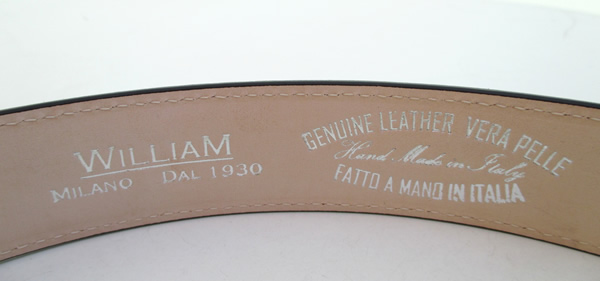 WILLIAM
MILANO DAL 1930
GENUINE LEATHER VERA PELLE
Hand Made in Italy
FATTO A MANO IN ITALIA